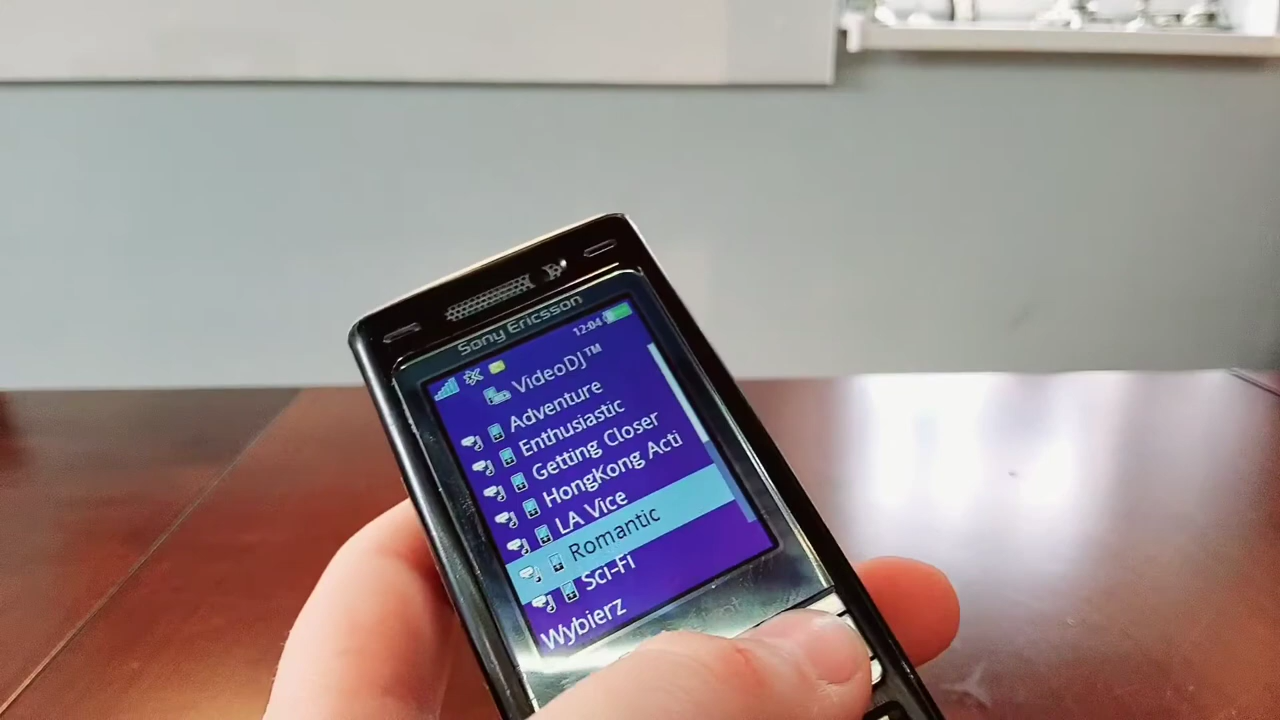 Sony Ericsson
12:04
VideoDJ™
Adventure
Enthusiastic
Getting Closer
HongKong Acti
LA Vice
Romantic
Sci-Fi
Wybierz